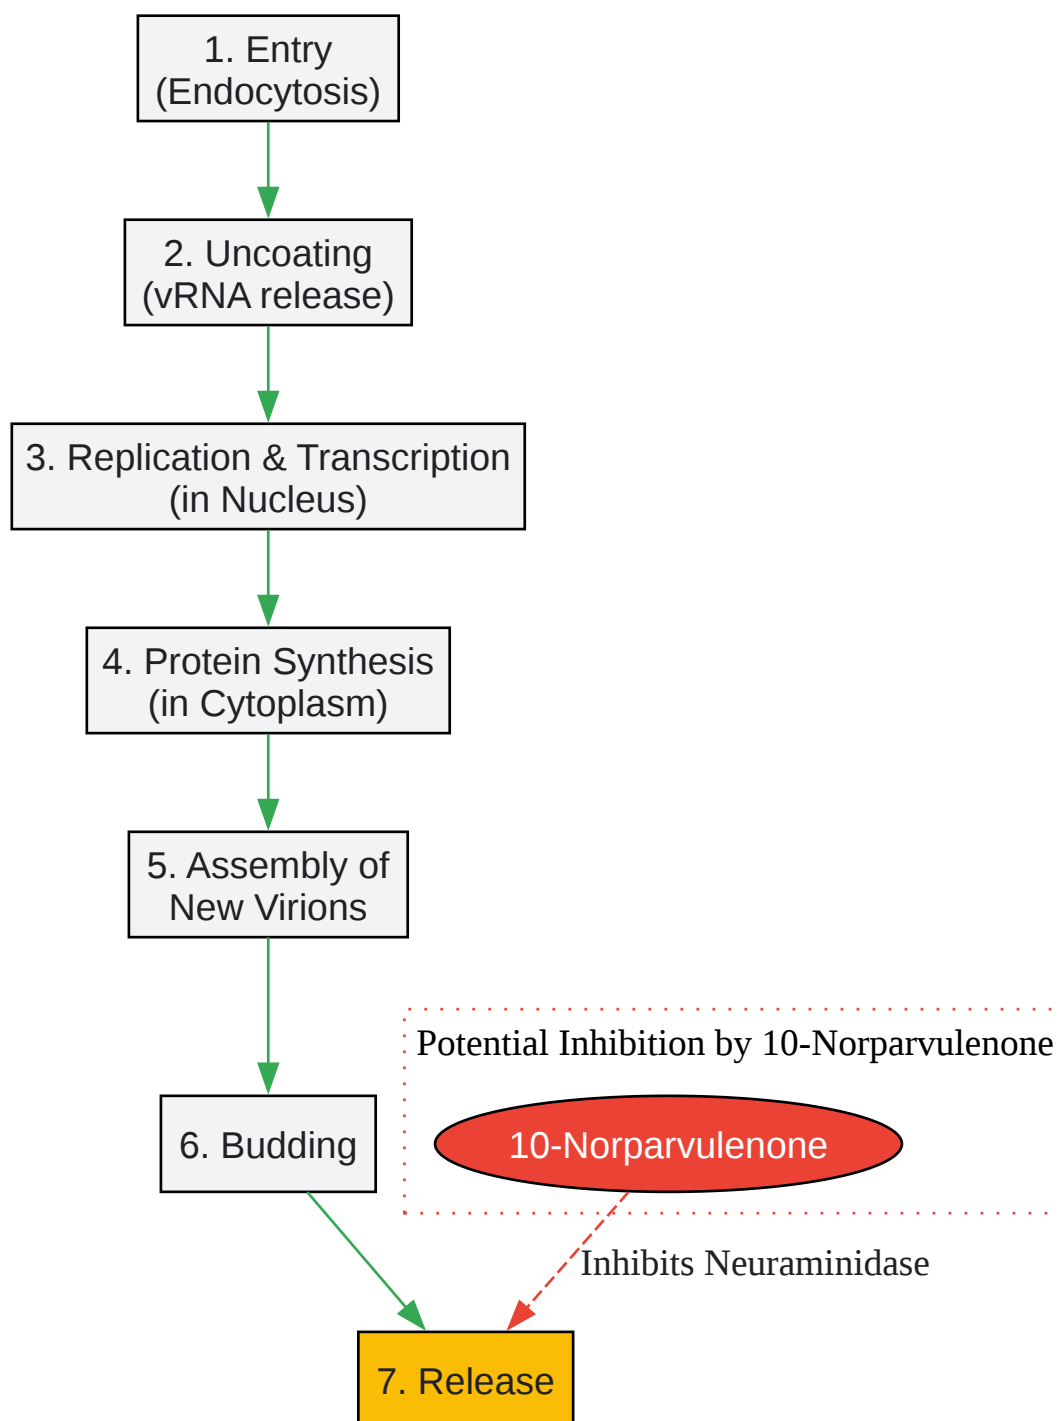 1. Entry
(Endocytosis)
2. Uncoating
(vRNA release)
3. Replication & Transcription
(in Nucleus)
4. Protein Synthesis
(in Cytoplasm)
5. Assembly of
New Virions
Potential Inhibition by 10-Norparvulenone
6. Budding
10-Norparvulenone
Inhibits Neuraminidase
7. Release